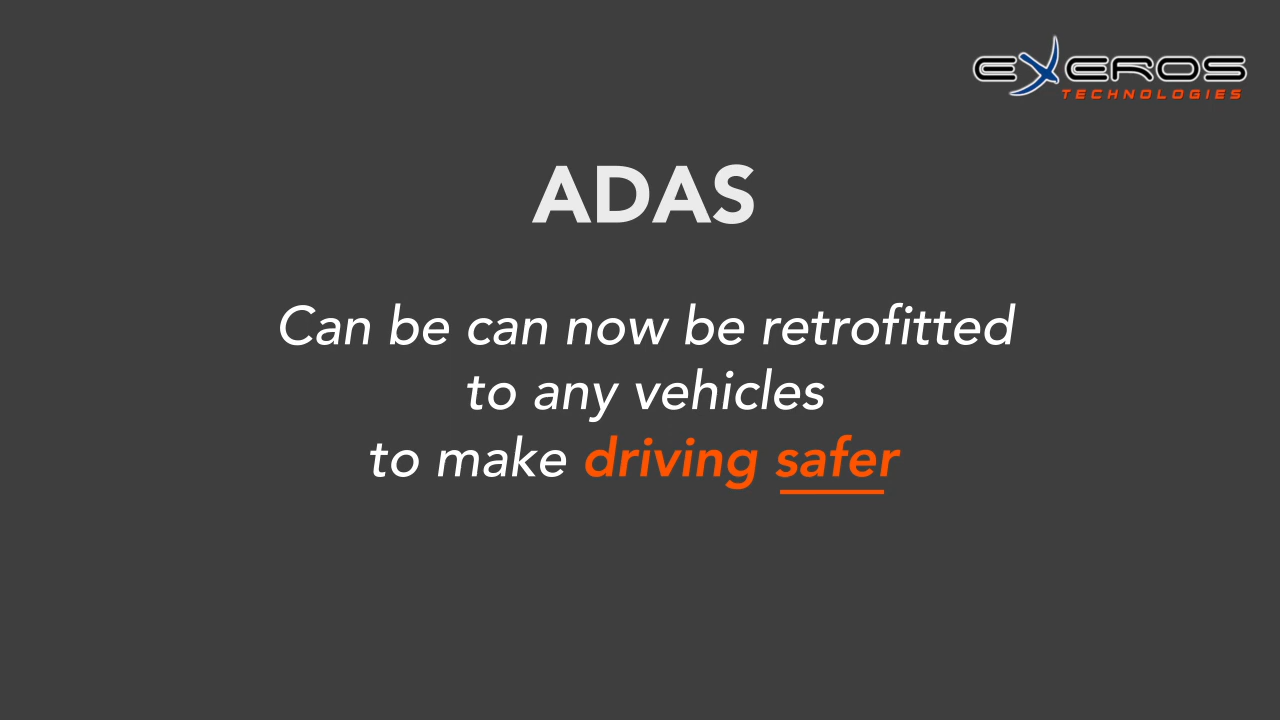 EXEROS
TECHNOLOGIES
ADAS
Can be can now be retrofitted
to any vehicles
to make driving safer